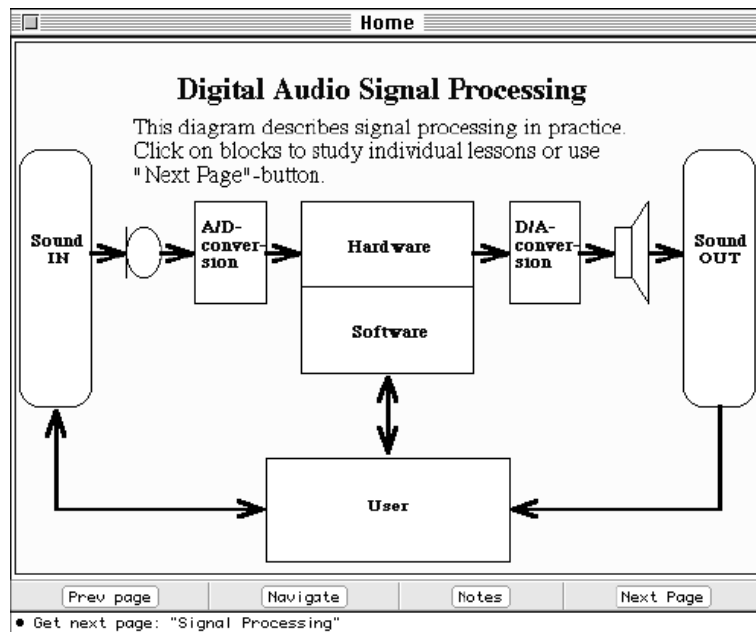 Home
Digital Audio Signal Processing
This diagram describes signal processing in practice.
Click on blocks to study individual lessons or use
"Next Page"-button.
Sound
IN
A/D-
conver-
sion
Hardware
Software
D/A-
conver-
sion
Sound
OUT
User
Prev page
Navigate
Notes
Next Page
● Get next page: "Signal Processing"